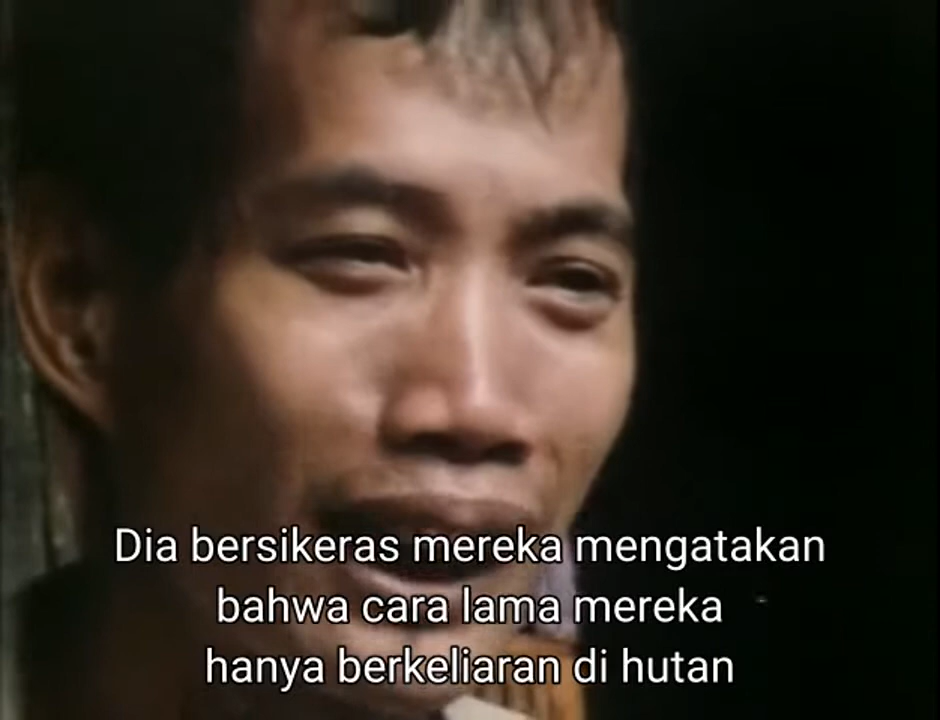 Dia bersikeras mereka mengatakan
bahwa cara lama mereka
hanya berkeliaran di hutan